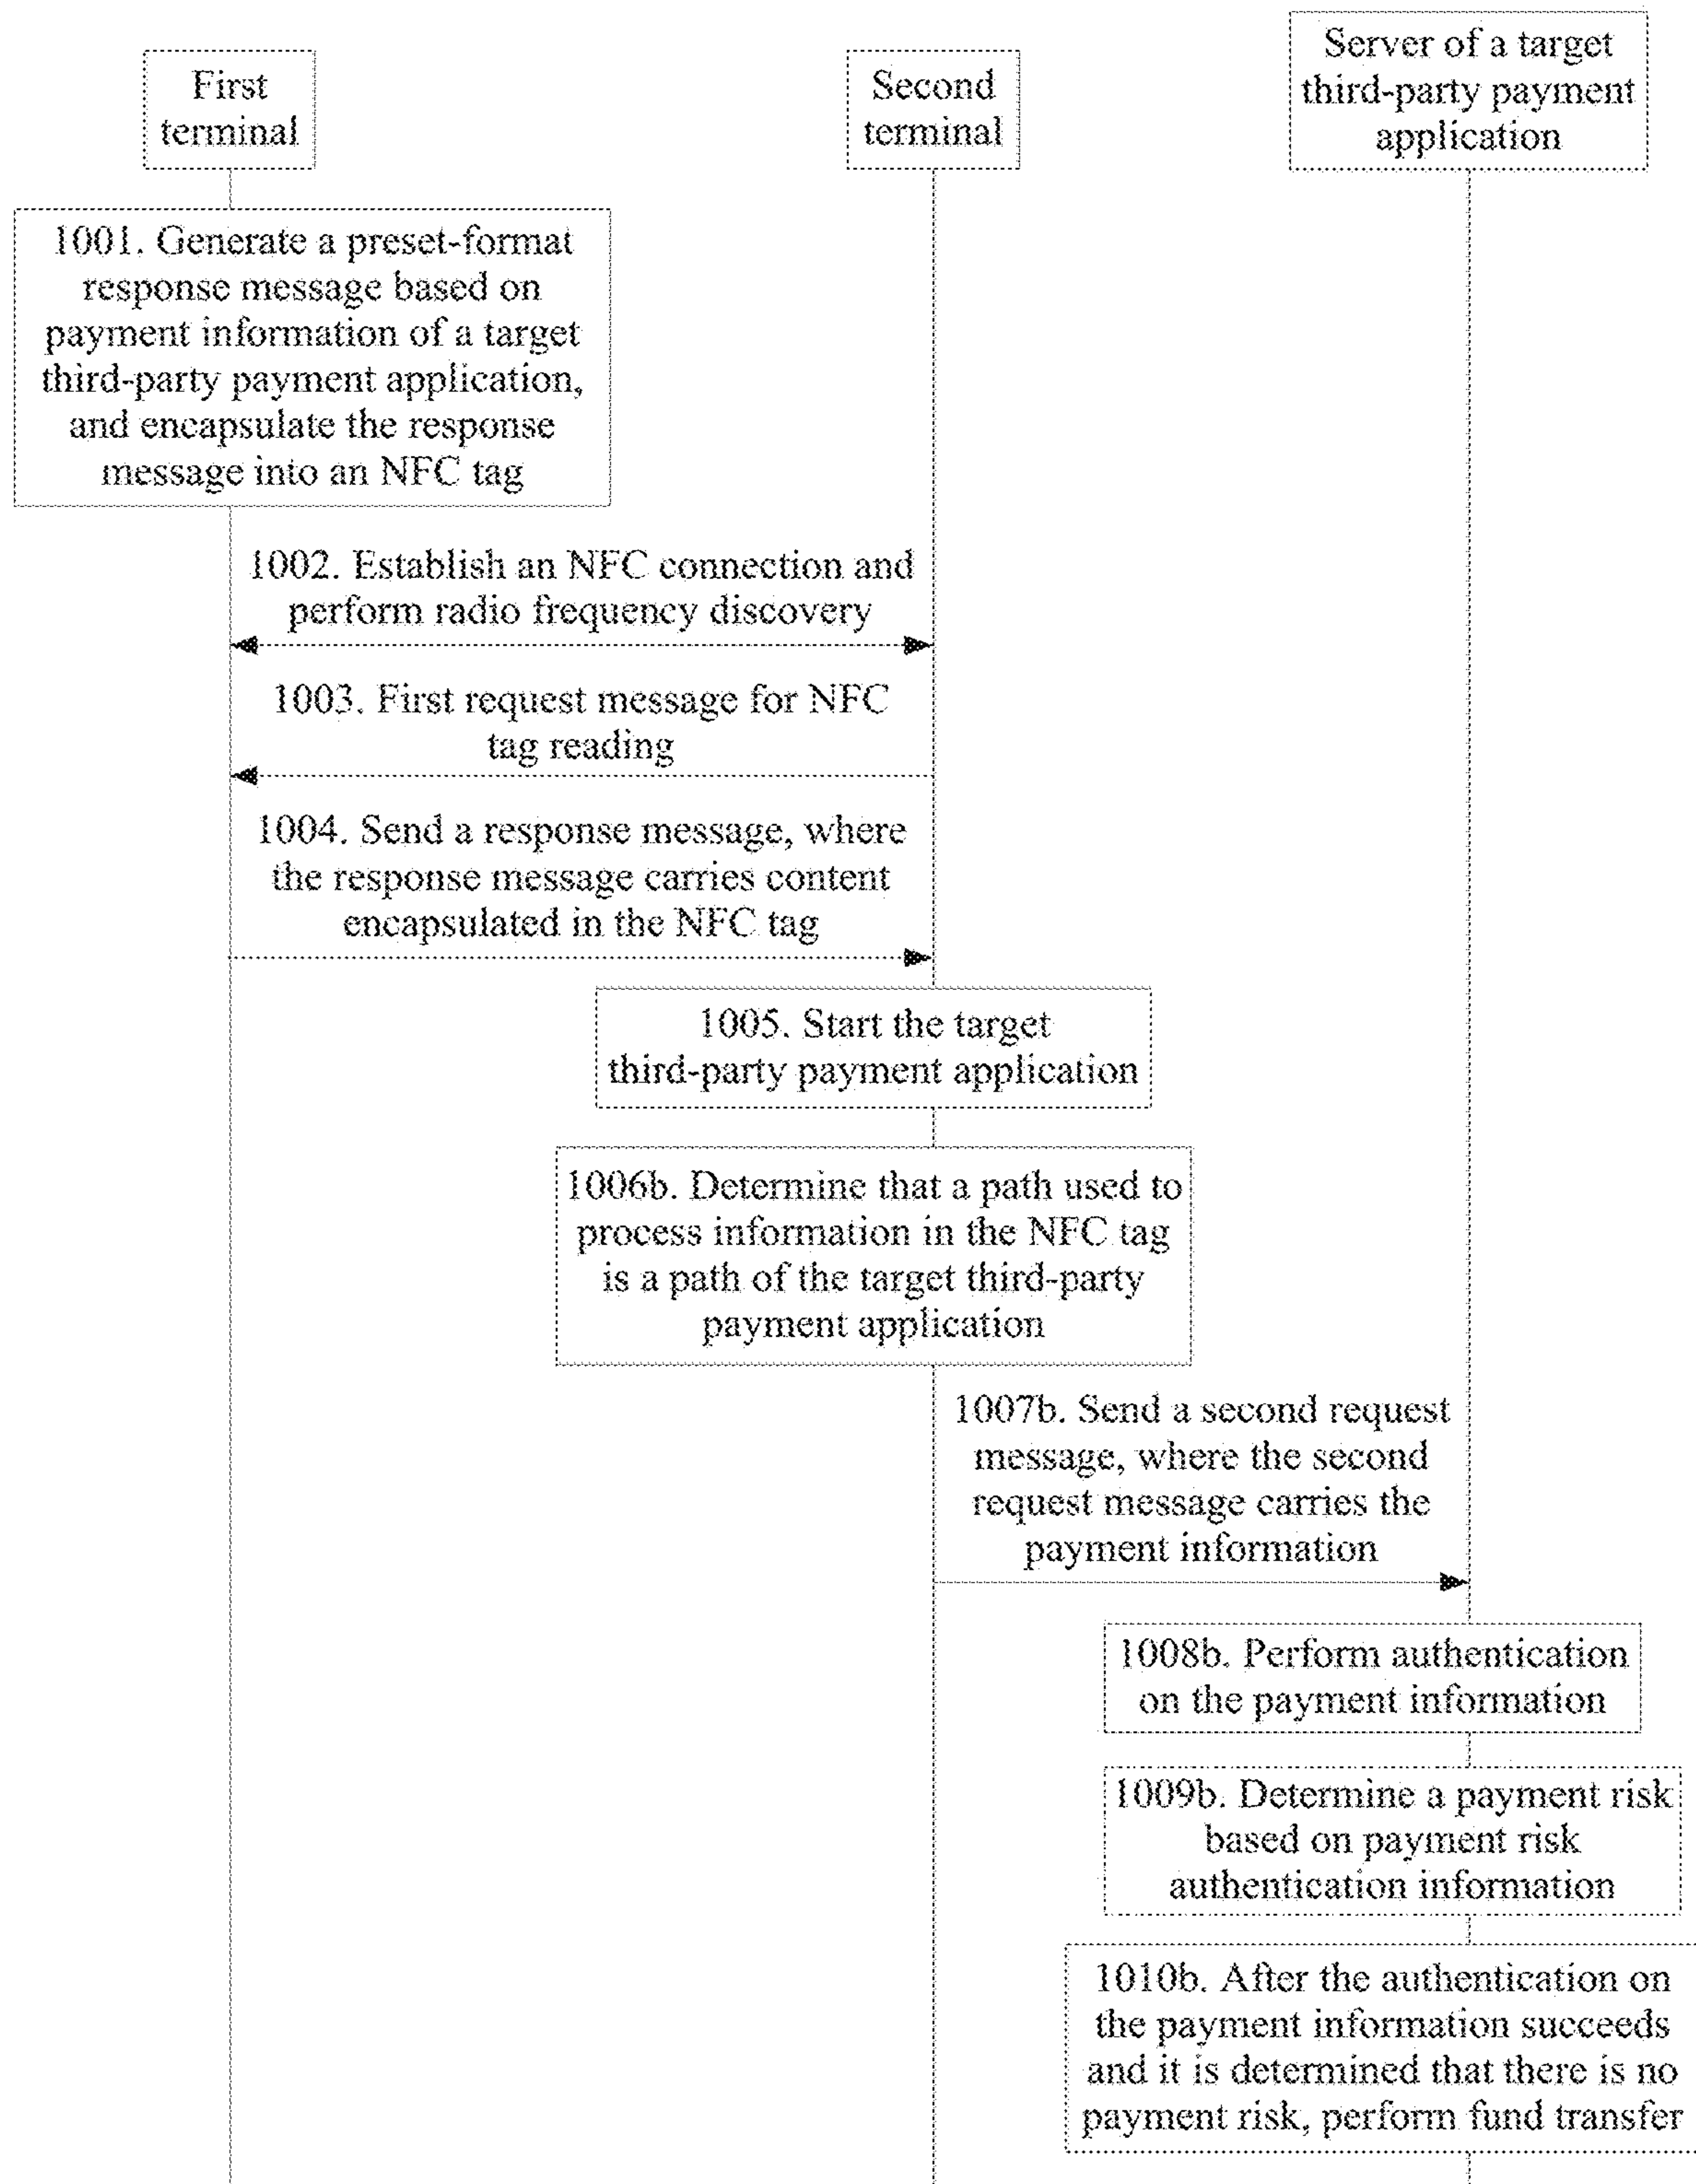 First
terminal
Second
terminal
Server of a target
third-party payment
application
1001. Generate a preset-format
response message based on
payment information of a target
third-party payment application,
and encapsulate the response
message into an NFC tag
1002. Establish an NFC connection and
perform radio frequency discovery
1003. First request message for NFC
tag reading
1004. Send a response message, where
the response message carries content
encapsulated in the NFC tag
1005. Start the target
third-party payment application
1006b. Determine that a path used to
process information in the NFC tag
is a path of the target third-party
payment application
1007b. Send a second request
message, where the second
request message carries the
payment information
1008b. Perform authentication
on the payment information
1009b. Determine a payment risk
based on payment risk
authentication information
1010b. After the authentication on
the payment information succeeds
and it is determined that there is no
payment risk, perform fund transfer